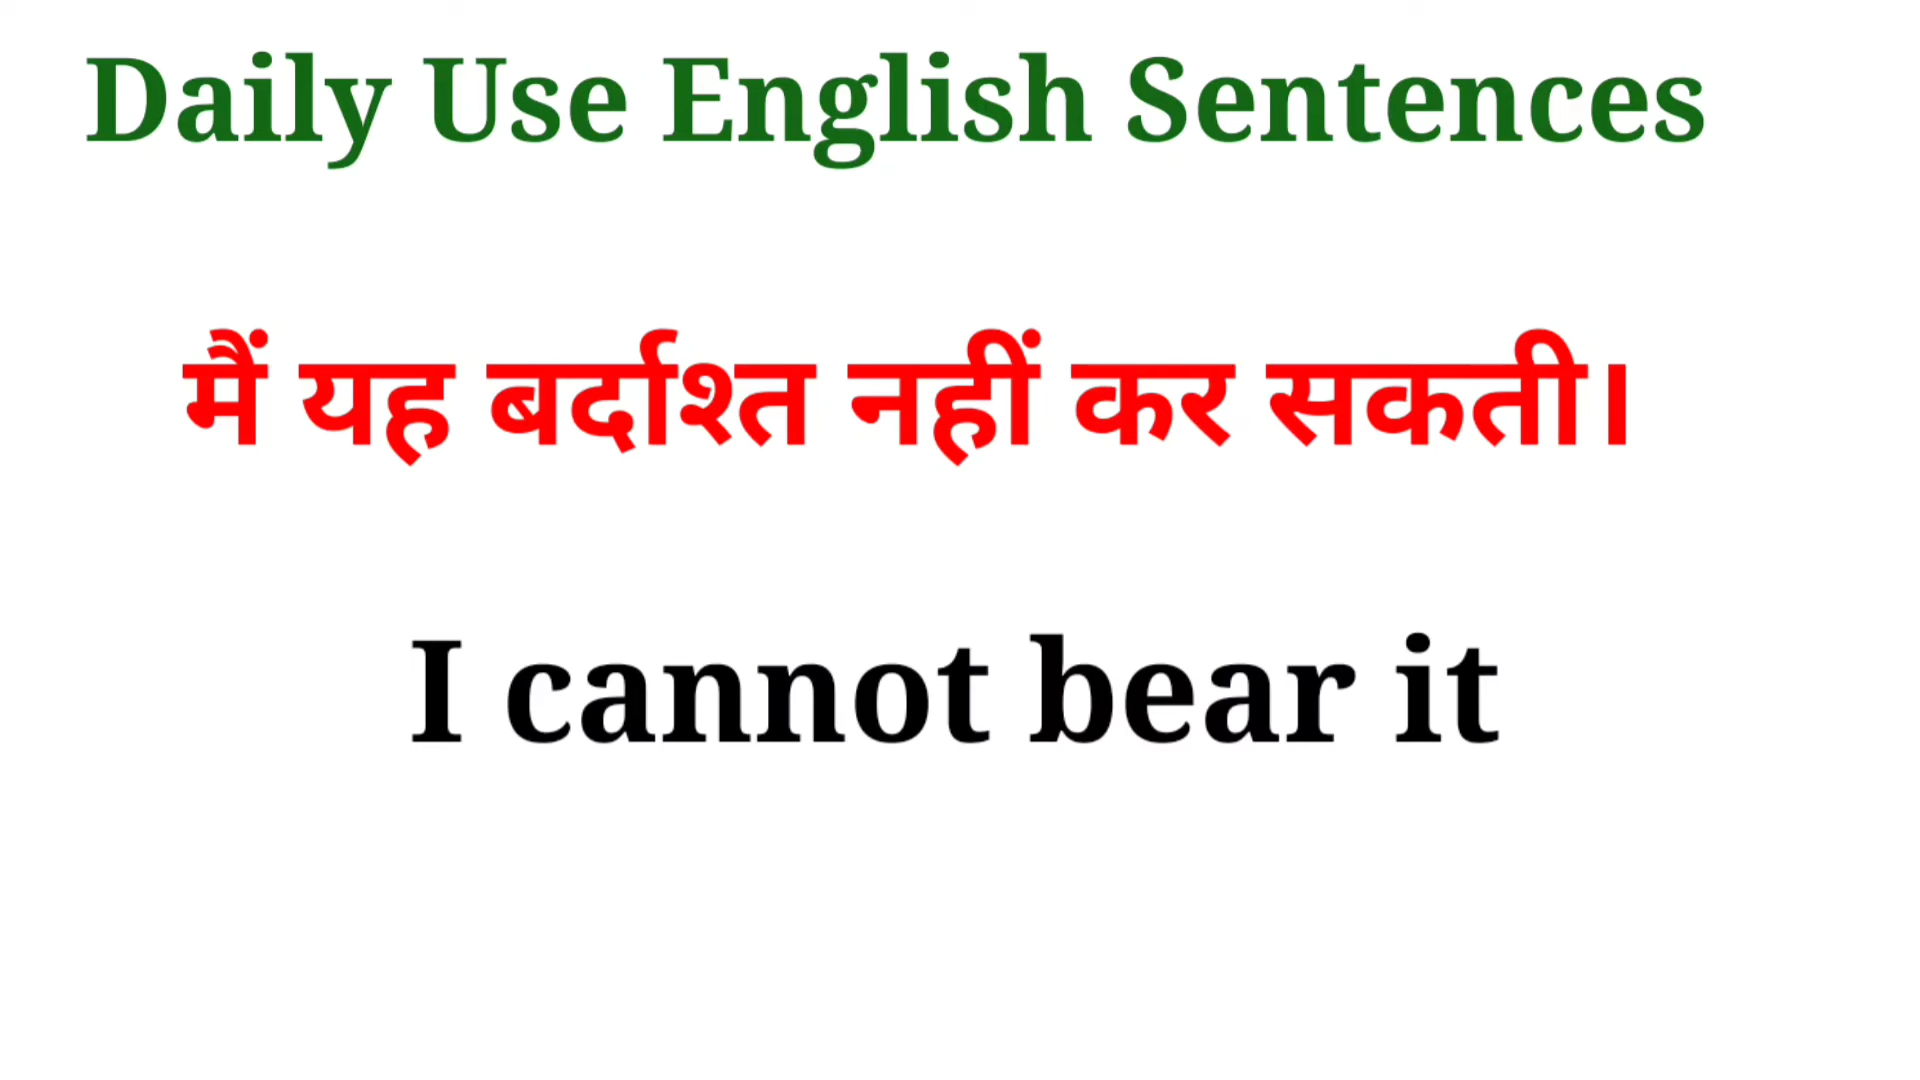 Daily Use English Sentences
मैं यह बर्दाश्त नहीं कर सकती।
I cannot bear it